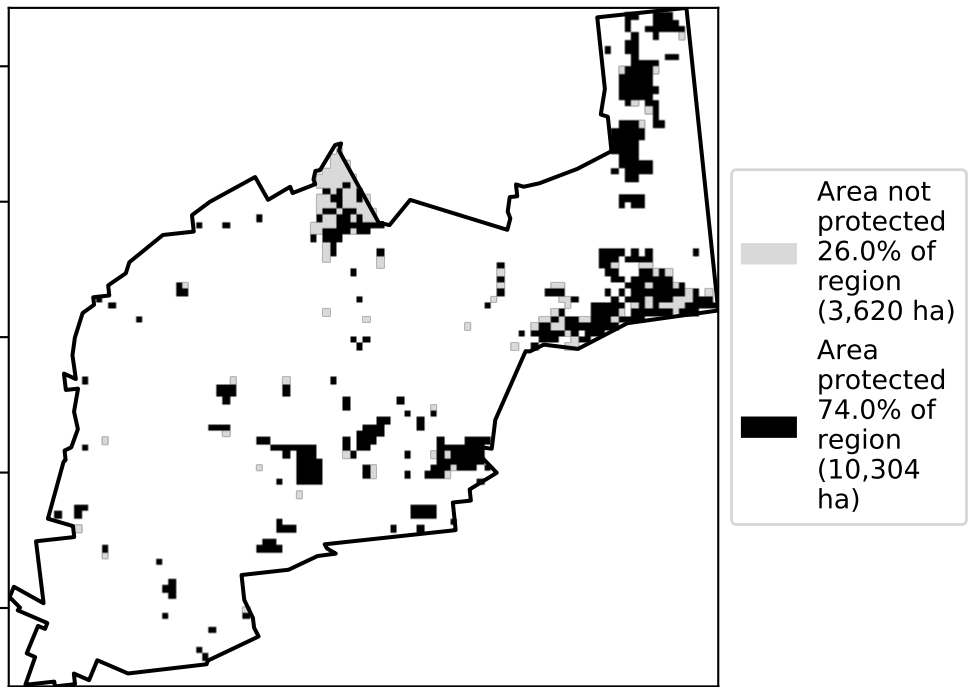 Area not
protected
26.0% of
region
(3,620 ha)
Area
protected
74.0% of
region
(10,304
ha)